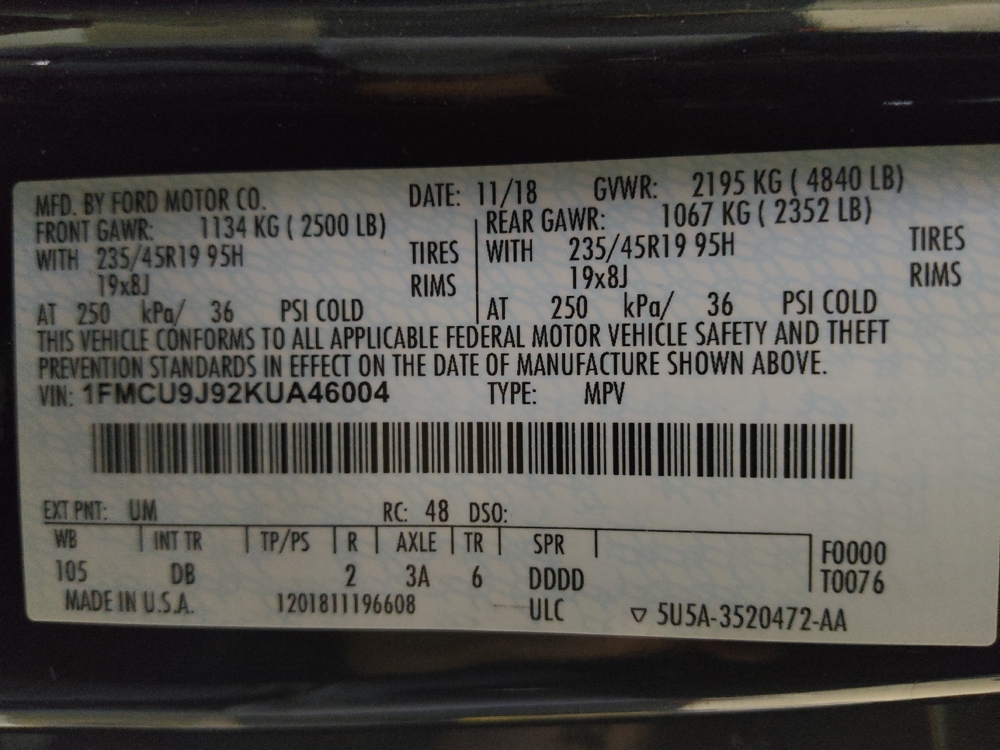 MFD. BY FORD MOTOR CO. DATE: 11/18 GVWR: 2195 KG ( 4840 LB)
FRONT GAWR: 1134 KG ( 2500 LB) REAR GAWR: 1067 KG ( 2352 LB)
WITH 235/45R19 95H TIRES WITH 235/45R19 95H TIRES
19x8J RIMS 19x8J RIMS
AT 250 kPa/ 36 PSI COLD AT 250 kPa/ 36 PSI COLD
THIS VEHICLE CONFORMS TO ALL APPLICABLE FEDERAL MOTOR VEHICLE SAFETY AND THEFT
PREVENTION STANDARDS IN EFFECT ON THE DATE OF MANUFACTURE SHOWN ABOVE.
VIN: 1FMCU9J92KUA46004 TYPE: MPV
EXT PNT: UM RC: 48 DSO:
WB INT TR TP/PS R AXLE TR SPR F0000
105 DB 2 3A 6 DDDD T0076
MADE IN U.S.A. 1201811196608 ULC ▽ 5U5A-3520472-AA